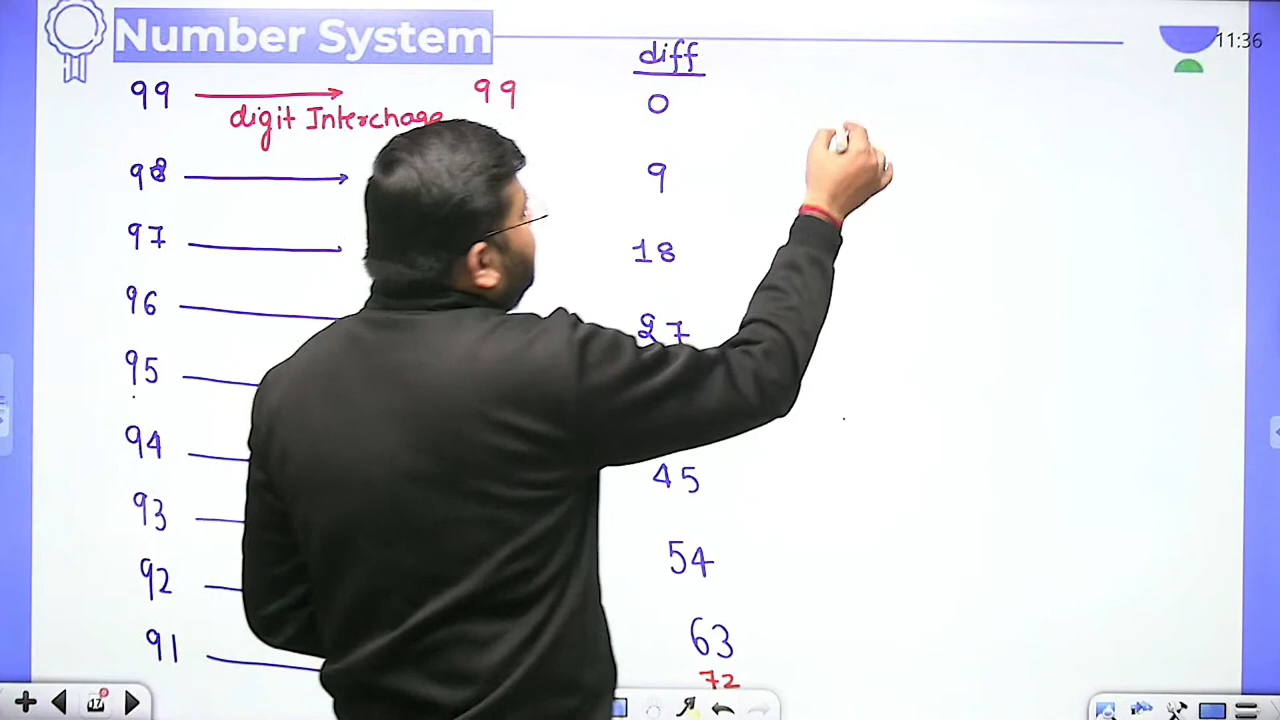 Number System
11:36
diff
99 99 0
digit Interchage
98 9
97 18
96 27
95
94 45
93
92 54
91 63
72
17